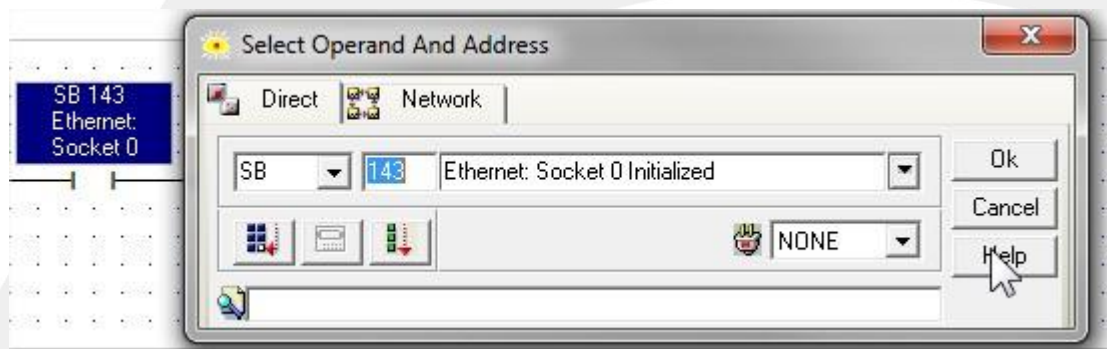 Select Operand And Address
SB 143
Ethernet:
Socket 0
Direct
Network
SB
143
Ethernet: Socket 0 Initialized
Ok
Cancel
NONE
Help